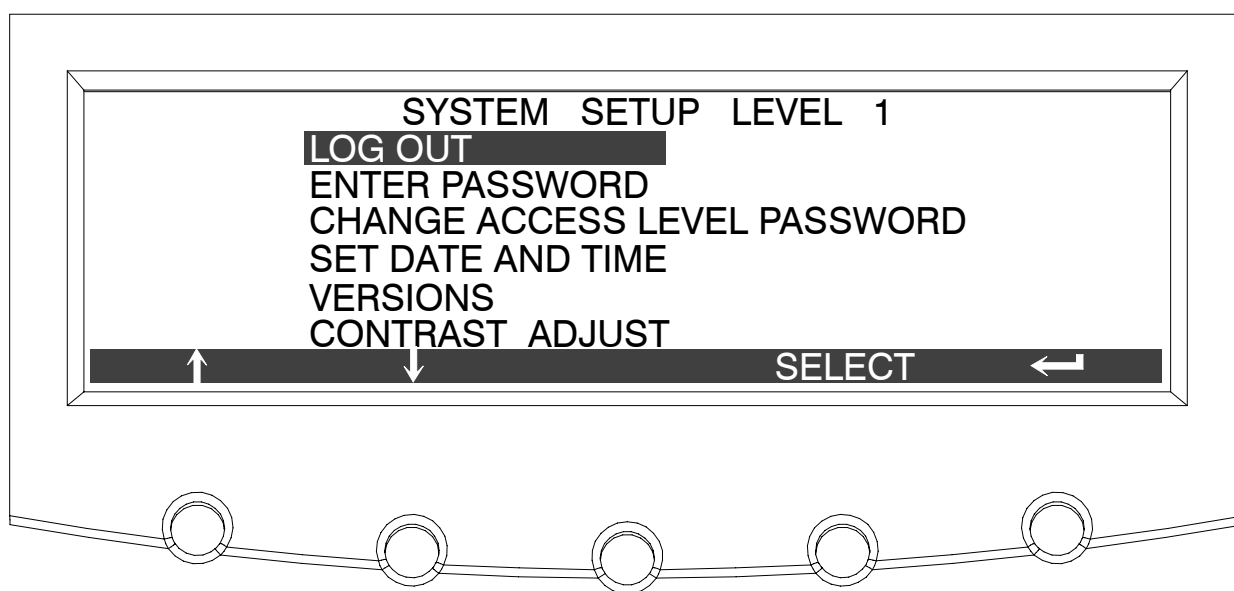 SYSTEM SETUP LEVEL 1
LOG OUT
ENTER PASSWORD
CHANGE ACCESS LEVEL PASSWORD
SET DATE AND TIME
VERSIONS
CONTRAST ADJUST
↑ ↓ SELECT ↵